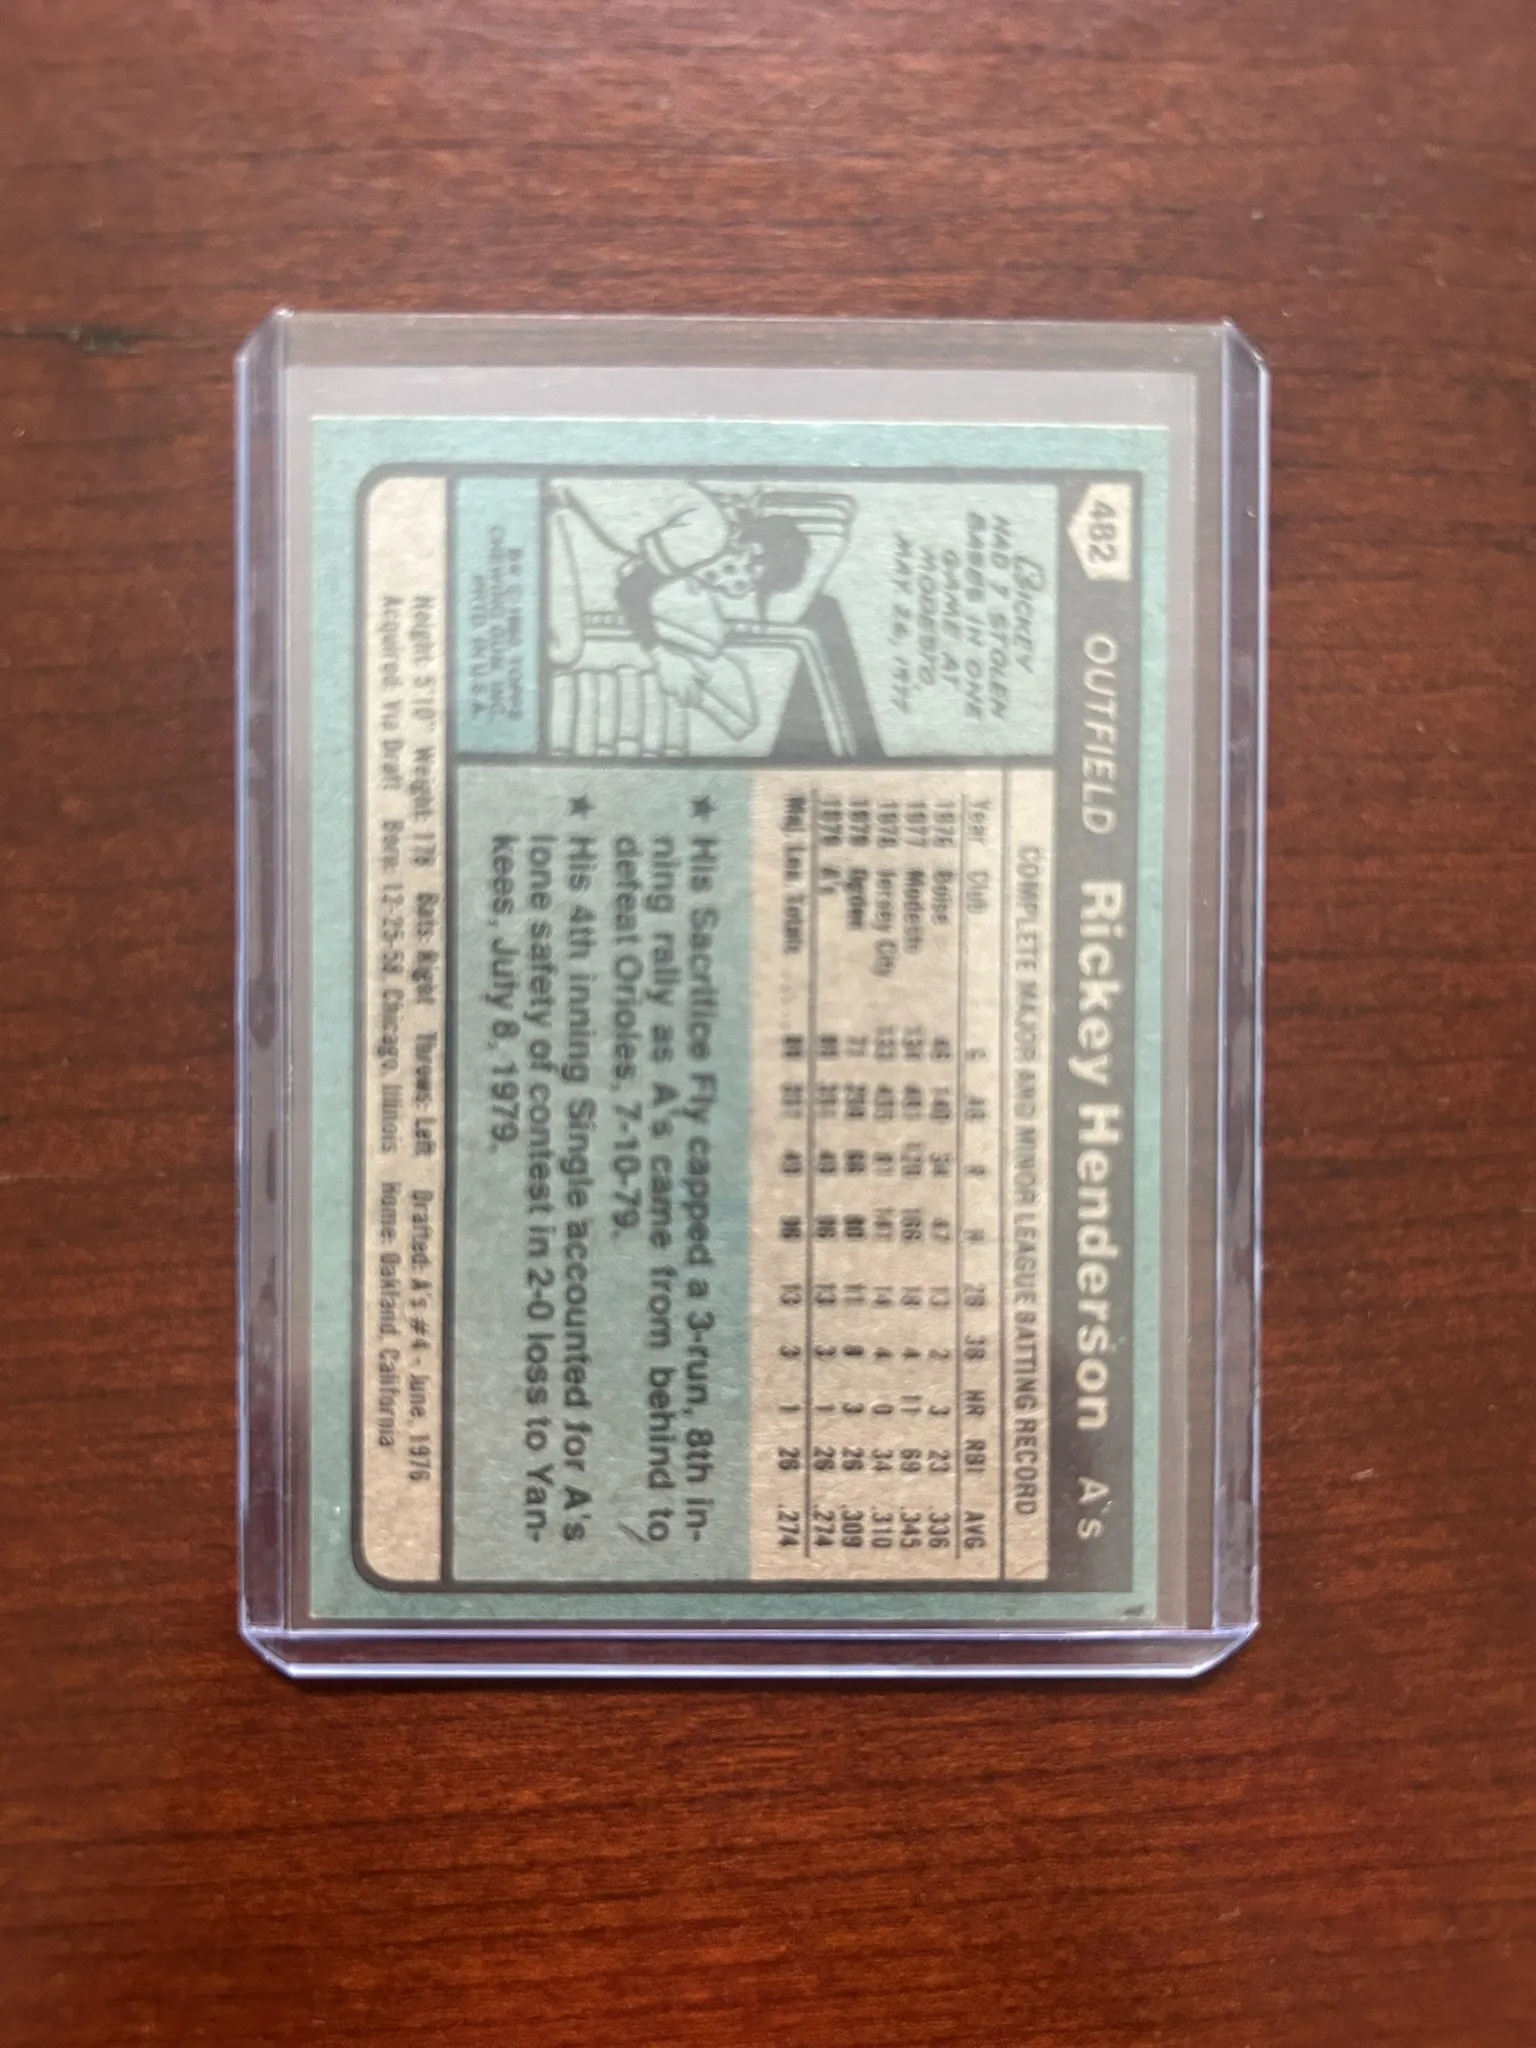 482 OUTFIELD Rickey Henderson A's
RICKEY
HAD 7 STOLEN
BASES IN ONE
GAME AT
MODESTO,
MAY 26, 1977
CHEWING GUM, INC.
PRTD. IN U.S.A.
COMPLETE MAJOR AND MINOR LEAGUE BATTING RECORD
Year Club G AB R H 2B 3B HR RBI AVG
1976 Boise 46 140 34 47 13 2 3 23 .336
1977 Modesto 134 481 120 166 18 4 11 69 .345
1978 Jersey City 133 455 81 141 14 4 0 34 .310
1979 Ogden 71 259 66 80 11 8 3 26 .309
1979 A's 89 351 49 96 13 3 1 26 .274
Maj. Lea. Totals 89 351 49 96 13 3 1 26 .274
★ His Sacrifice Fly capped a 3-run, 8th in-
ning rally as A's came from behind to
defeat Orioles, 7-10-79.
★ His 4th inning Single accounted for A's
lone safety of contest in 2-0 loss to Yan-
kees, July 8, 1979.
Height: 5'10" Weight: 178 Bats: Right Throws: Left Drafted: A's #4 - June, 1976
Acquired: Via Draft Born: 12-25-58, Chicago, Illinois Home: Oakland, California